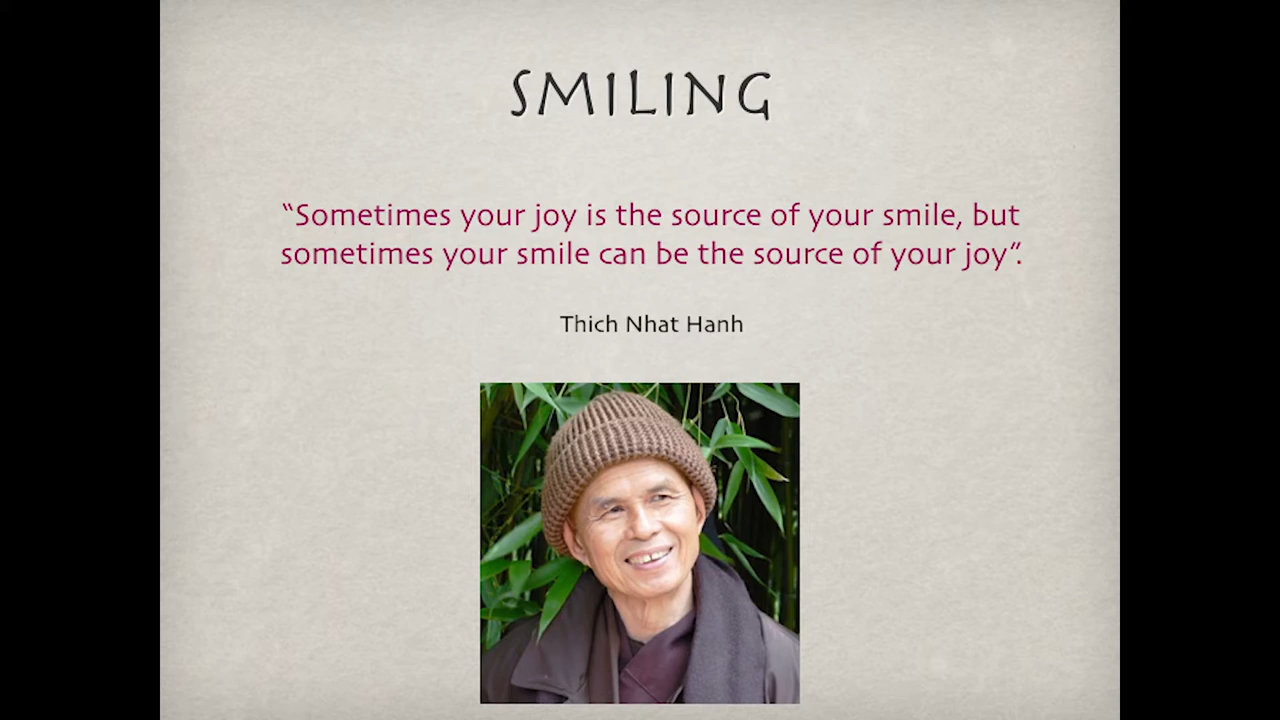 SMILING
“Sometimes your joy is the source of your smile, but
sometimes your smile can be the source of your joy”.
Thich Nhat Hanh